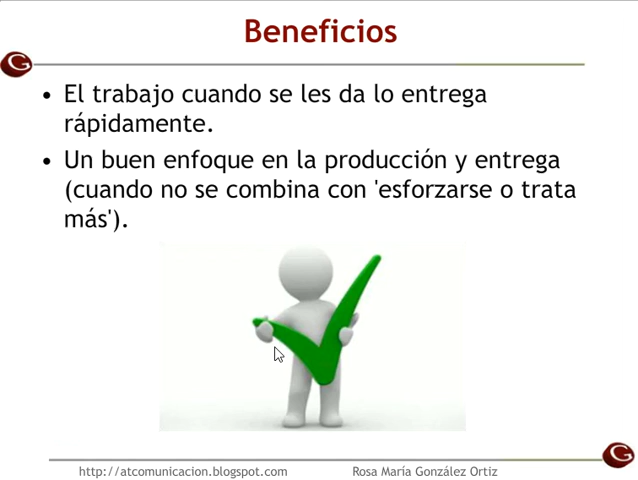 Beneficios
G
• El trabajo cuando se les da lo entrega
rápidamente.
• Un buen enfoque en la producción y entrega
(cuando no se combina con 'esforzarse o trata
más').
http://atcomunicacion.blogspot.com
Rosa María González Ortiz
G